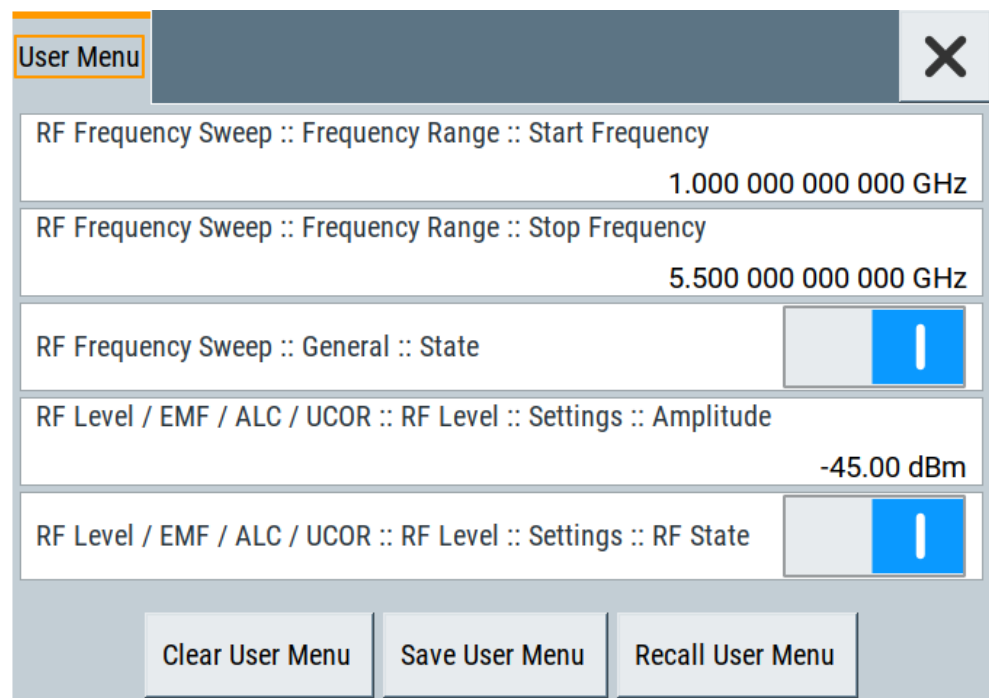 User Menu
RF Frequency Sweep :: Frequency Range :: Start Frequency
1.000 000 000 000 GHz
RF Frequency Sweep :: Frequency Range :: Stop Frequency
5.500 000 000 000 GHz
RF Frequency Sweep :: General :: State
RF Level / EMF / ALC / UCOR :: RF Level :: Settings :: Amplitude
-45.00 dBm
RF Level / EMF / ALC / UCOR :: RF Level :: Settings :: RF State
Clear User Menu
Save User Menu
Recall User Menu